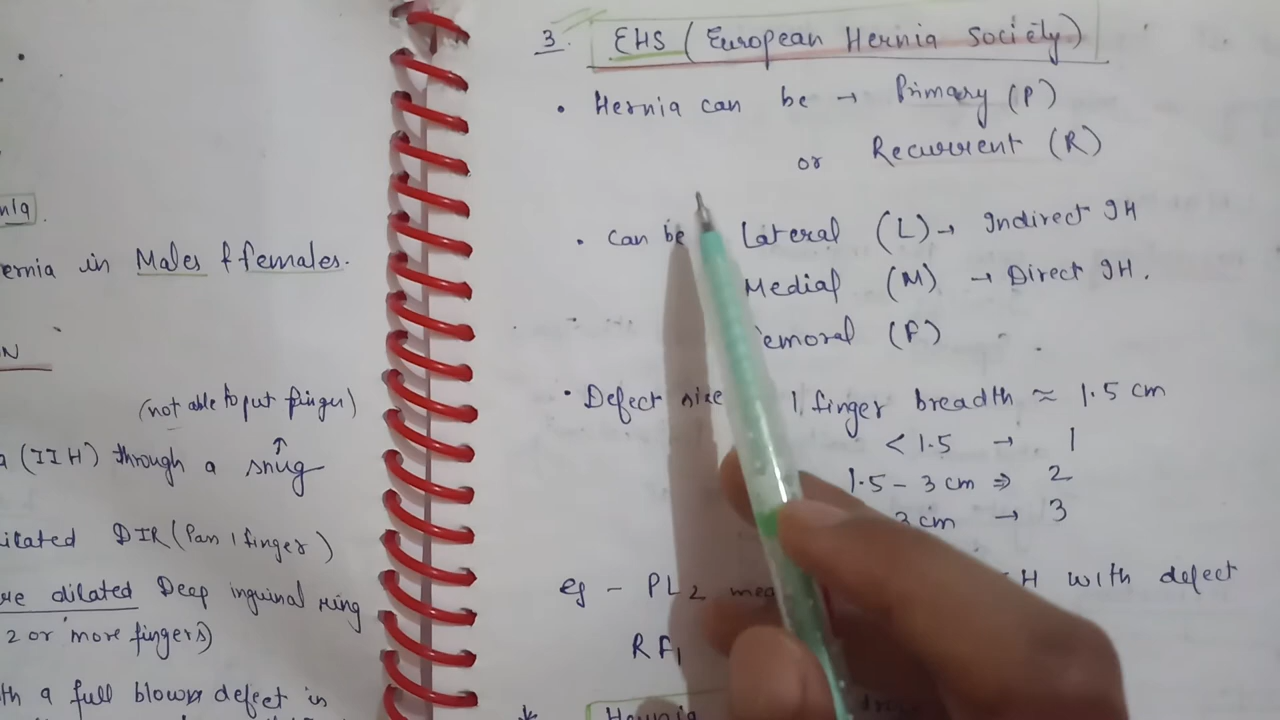 n/a.
ernia in Males & females.
N
(not able to put finger)
a (IIH) through a snug
ilated DIR (Pan 1 finger)
re dilated Deep inguinal ring
2 or more fingers)
th a full blown defect in
3. EHS (European Hernia Society)
• Hernia can be → Primary (P)
or Recurrent (R)
• can be Lateral (L) → Indirect IH
Medial (M) → Direct IH.
emoral (F)
• Defect size 1 finger breadth ≈ 1.5 cm
< 1.5 → 1
1.5 - 3 cm ⇒ 2
3 cm → 3
eg - PL2 mea H with defect
RF1
* Hernia